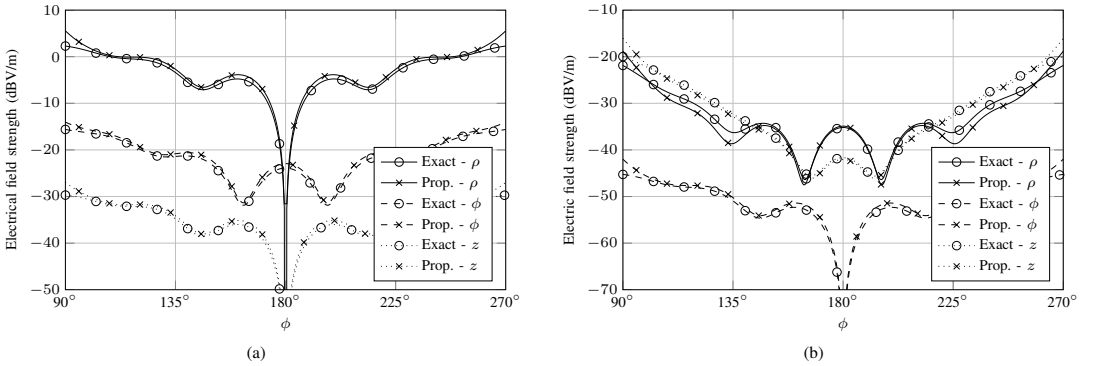 10
0
−10
−20
−30
−40
−50
90°
135°
180°
225°
270°
Electrical field strength (dBV/m)
ϕ
Exact - ρ
Prop. - ρ
Exact - ϕ
Prop. - ϕ
Exact - z
Prop. - z
(a)
−10
−20
−30
−40
−50
−60
−70
90°
135°
180°
225°
270°
Electric field strength (dBV/m)
ϕ
Exact - ρ
Prop. - ρ
Exact - ϕ
Prop. - ϕ
Exact - z
Prop. - z
(b)